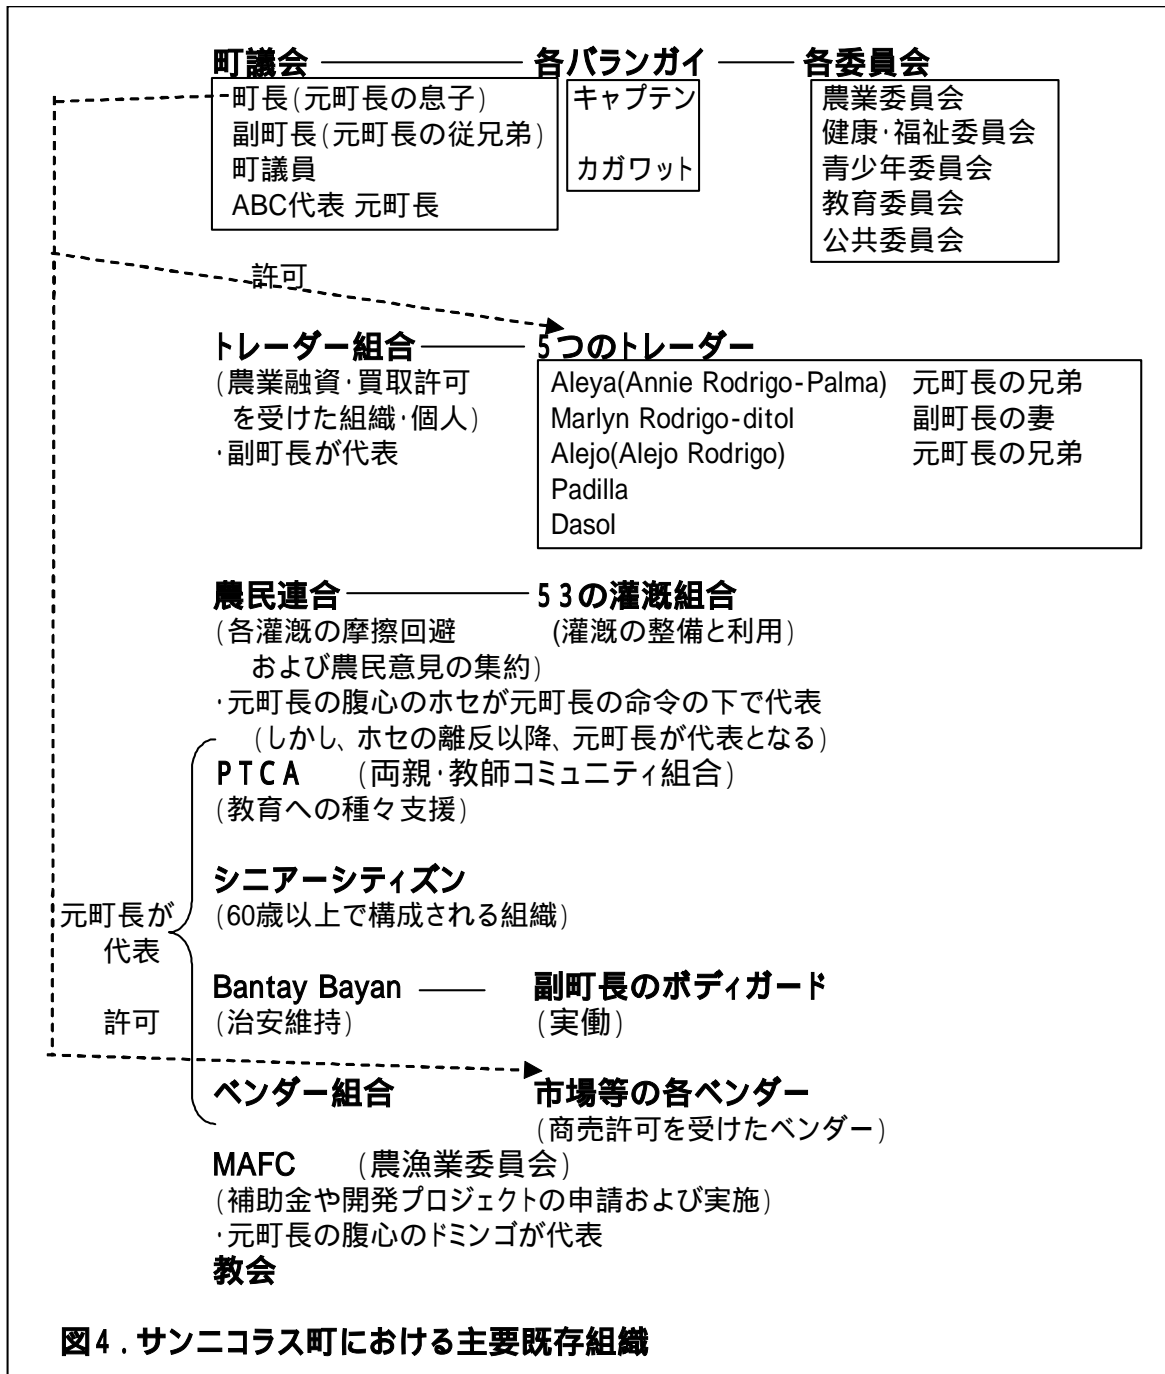 町議会 各バランガイ 各委員会
町長(元町長の息子) キャプテン 農業委員会
副町長(元町長の従兄弟) 健康・福祉委員会
町議員 カガワット 青少年委員会
ABC代表 元町長 教育委員会
公共委員会
許可
トレーダー組合 5つのトレーダー
(農業融資・買取許可 Aleya(Annie Rodrigo-Palma) 元町長の兄弟
を受けた組織・個人) Marlyn Rodrigo-ditol 副町長の妻
・副町長が代表 Alejo(Alejo Rodrigo) 元町長の兄弟
Padilla
Dasol
農民連合 53の灌漑組合
(各灌漑の摩擦回避 (灌漑の整備と利用)
および農民意見の集約)
・元町長の腹心のホセが元町長の命令の下で代表
(しかし、ホセの離反以降、元町長が代表となる)
PTCA (両親・教師コミュニティ組合)
(教育への種々支援)
シニアーシティズン
元町長が (60歳以上で構成される組織)
代表
Bantay Bayan 副町長のボディガード
許可 (治安維持) (実働)
ベンダー組合 市場等の各ベンダー
(商売許可を受けたベンダー)
MAFC (農漁業委員会)
(補助金や開発プロジェクトの申請および実施)
・元町長の腹心のドミンゴが代表
教会
図4.サンニコラス町における主要既存組織